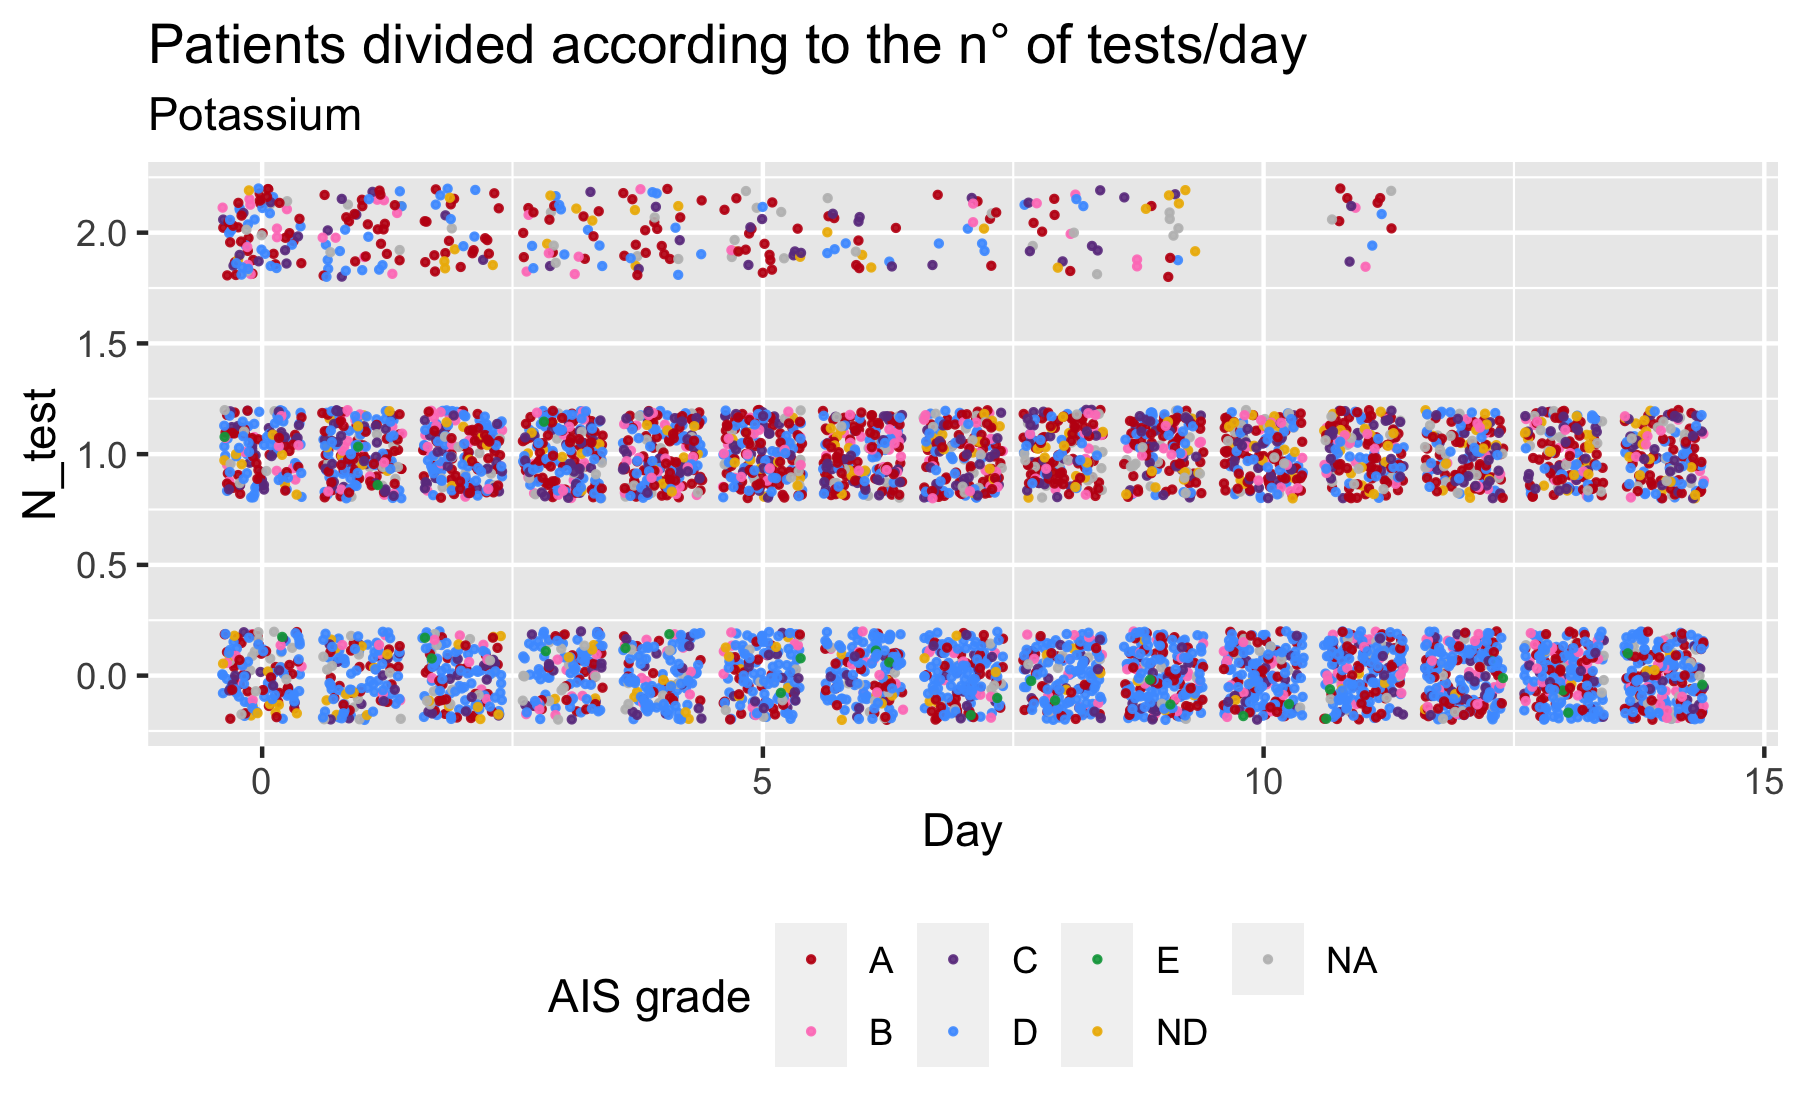 Patients divided according to the n° of tests/day
Potassium
2.0
1.5
1.0
0.5
0.0
N_test
0 5 10 15
Day
AIS grade
A C E NA
B D ND